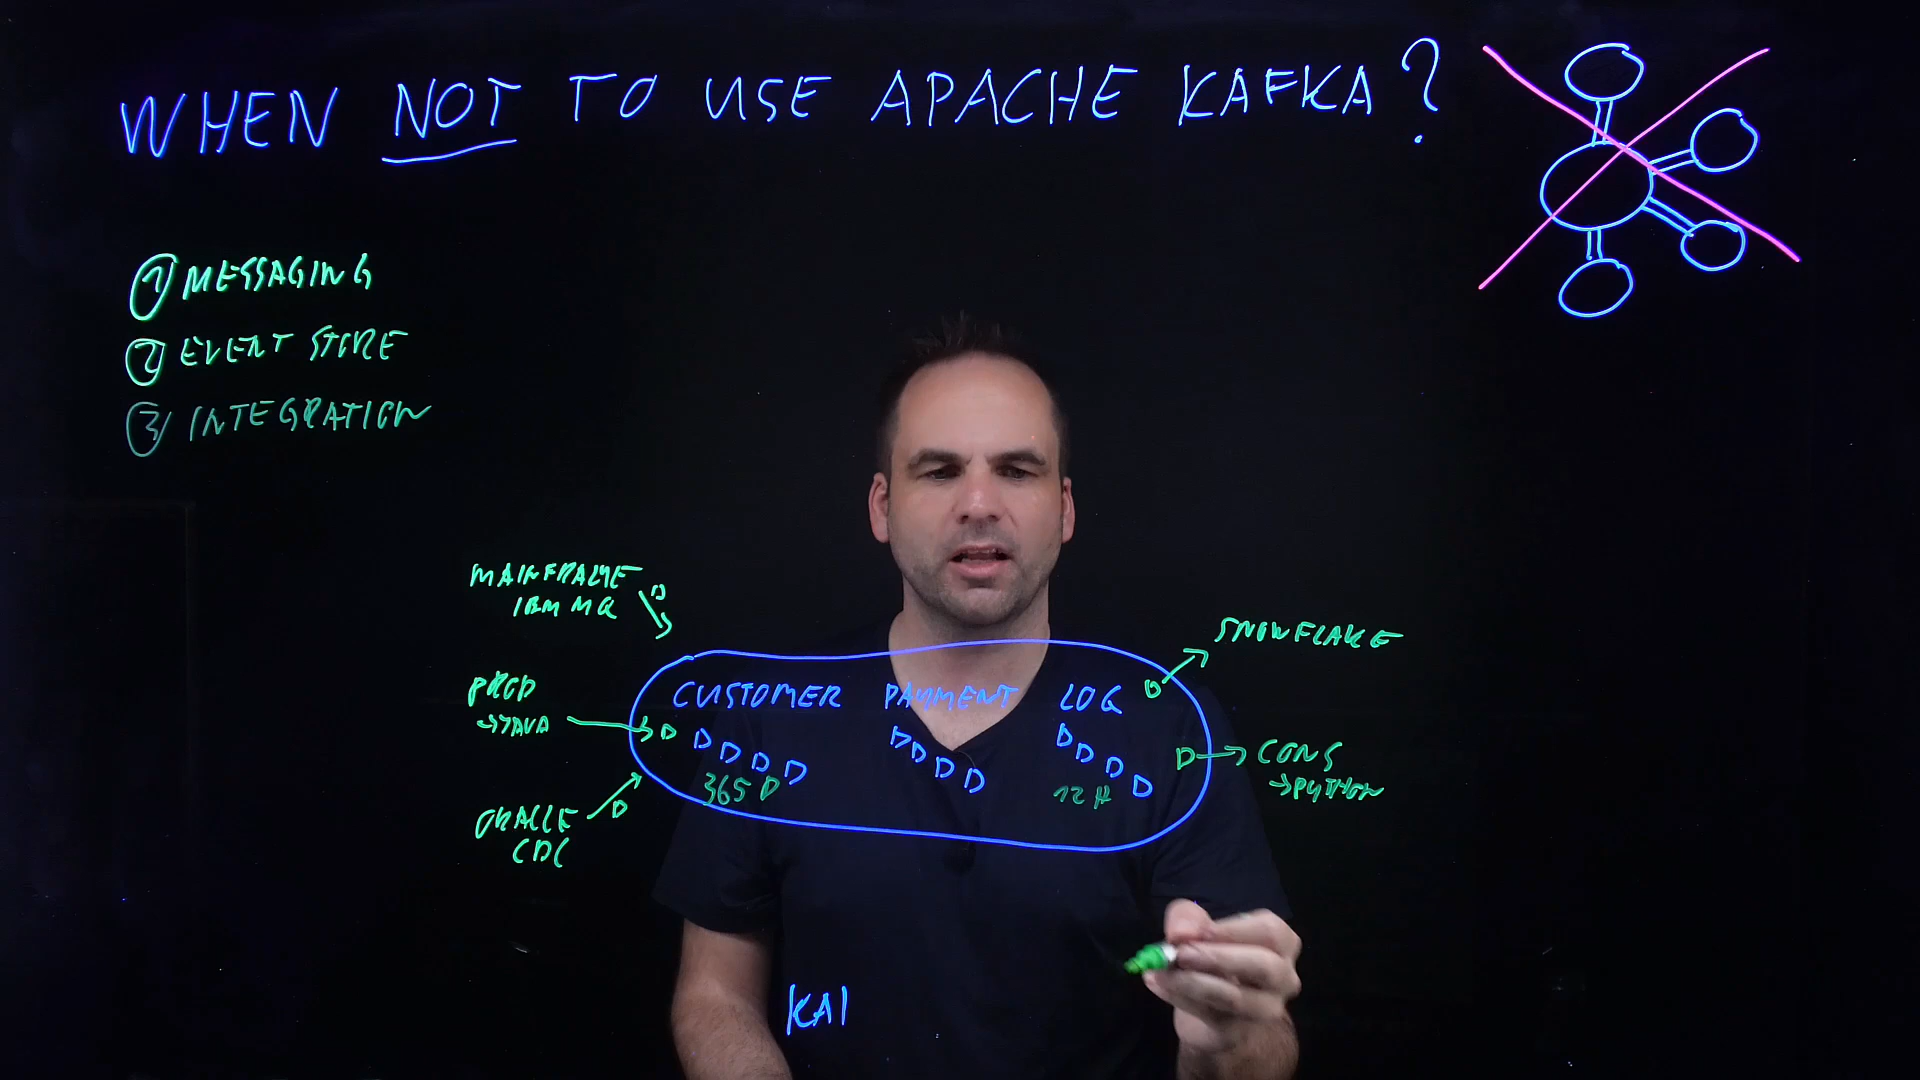 WHEN NOT TO USE APACHE KAFKA?
1 MESSAGING
2 EVENT STORE
3 INTEGRATION
MAINFRAME
IBM MQ
PROD
→JAVA
ORACLE
CDC
CUSTOMER PAYMENT LOG
D D D D D D D D D D D D
365 D 12 H
SNOWFLAKE
CONS
→PYTHON
KAI